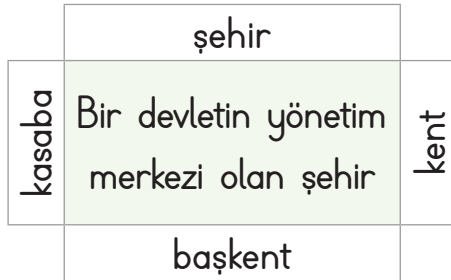 şehir
kasaba
Bir devletin yönetim
merkezi olan şehir
kent
başkent